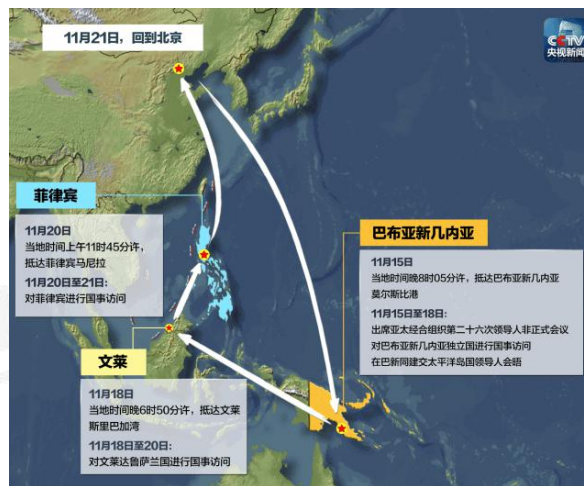 11月21日，回到北京
CCTV
央视新闻
菲律宾
11月20日
当地时间上午11时45分许，
抵达菲律宾马尼拉
11月20日至21日：
对菲律宾进行国事访问
巴布亚新几内亚
11月15日
当地时间晚8时05分许，抵达巴布亚新几内亚
莫尔斯比港
11月15日至18日：
出席亚太经合组织第二十六次领导人非正式会议
对巴布亚新几内亚独立国进行国事访问
在巴新同建交太平洋岛国领导人会晤
文莱
11月18日
当地时间晚6时50分许，抵达文莱
斯里巴加湾
11月18日至20日：
对文莱达鲁萨兰国进行国事访问